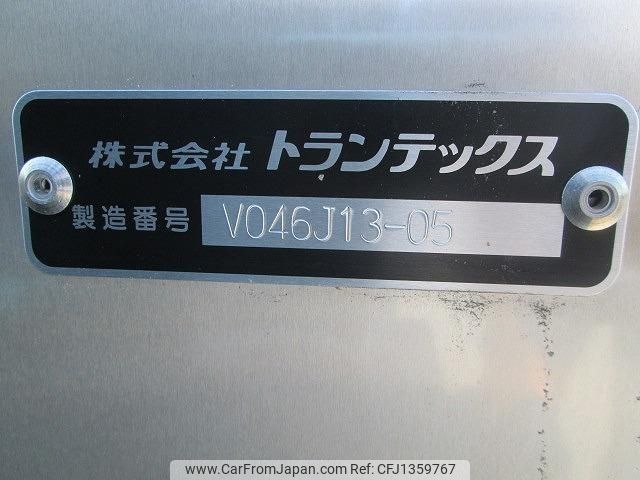 株式会社 トランテックス
製造番号 V046J13-05
www.CarFromJapan.com | CFJ1359767